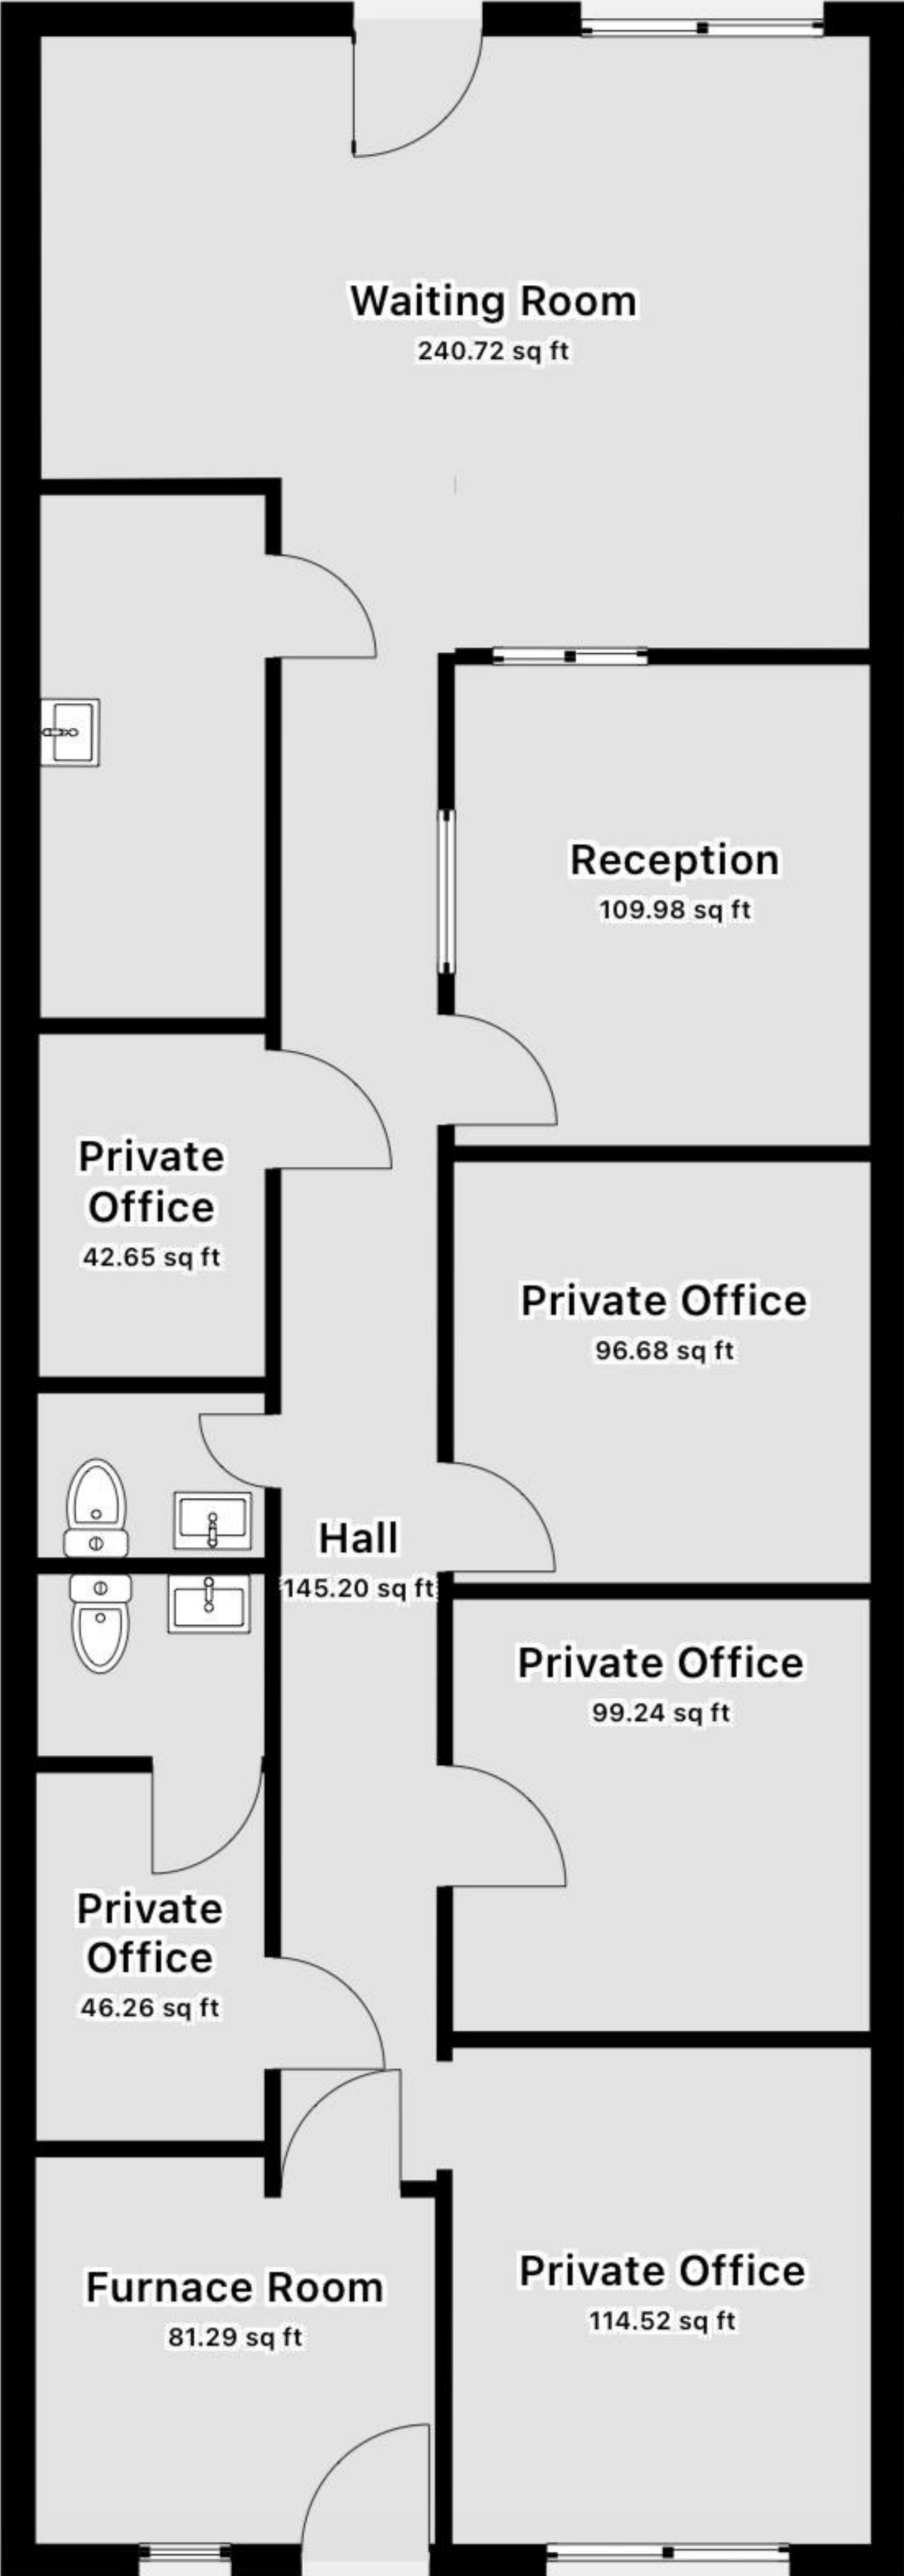 Waiting Room
240.72 sq ft
Reception
109.98 sq ft
Private
Office
42.65 sq ft
Private Office
96.68 sq ft
Hall
145.20 sq ft
Private Office
99.24 sq ft
Private
Office
46.26 sq ft
Private Office
114.52 sq ft
Furnace Room
81.29 sq ft